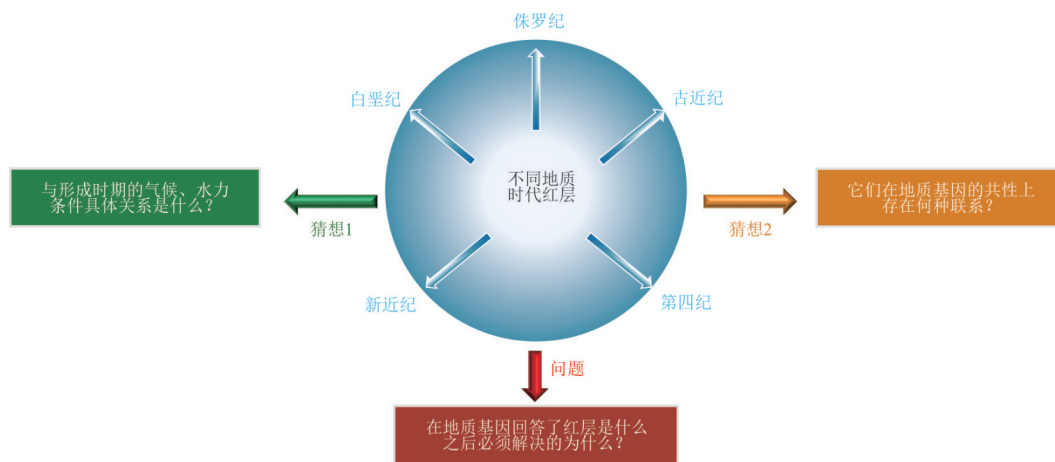 侏罗纪
白垩纪
古近纪
不同地质
时代红层
与形成时期的气候、水力
条件具体关系是什么？
猜想1
它们在地质基因的共性上
存在何种联系？
猜想2
新近纪
第四纪
问题
在地质基因回答了红层是什么
之后必须解决的为什么？